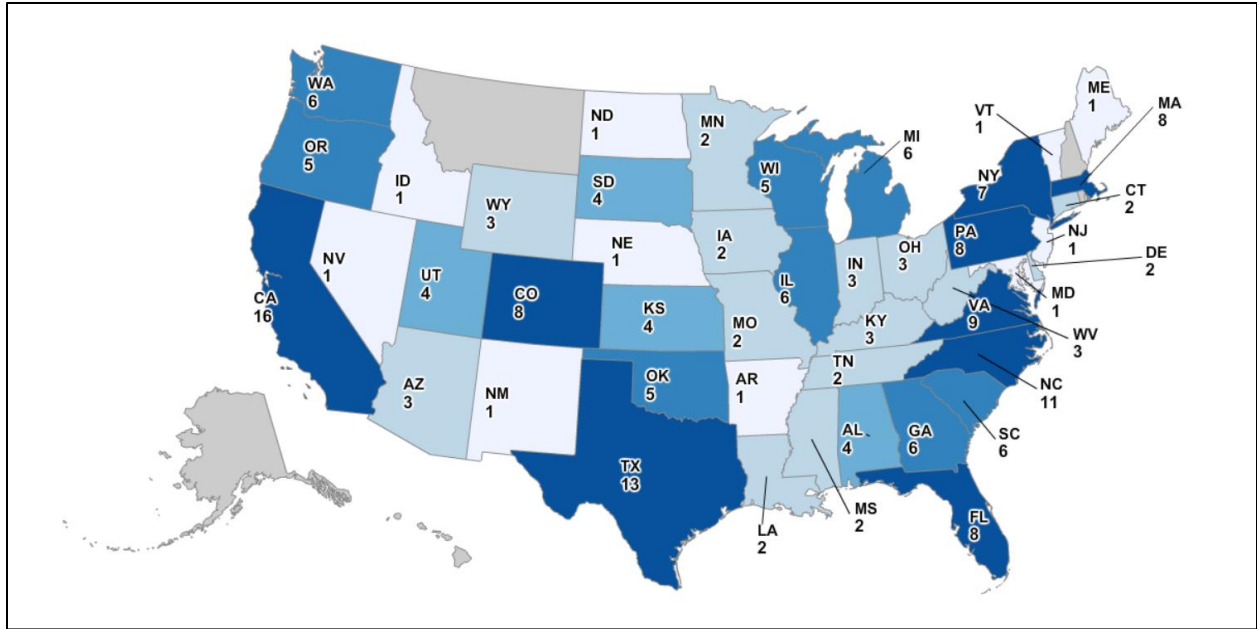 WA
6
OR
5
ID
1
ND
1
MN
2
WI
5
MI
6
VT
1
ME
1
MA
8
NY
7
CT
2
WY
3
SD
4
NE
1
IA
2
IL
6
IN
3
OH
3
PA
8
NJ
1
DE
2
MD
1
NV
1
UT
4
CO
8
KS
4
MO
2
KY
3
VA
9
WV
3
CA
16
AZ
3
NM
1
OK
5
AR
1
TN
2
NC
11
AL
4
GA
6
SC
6
TX
13
LA
2
MS
2
FL
8